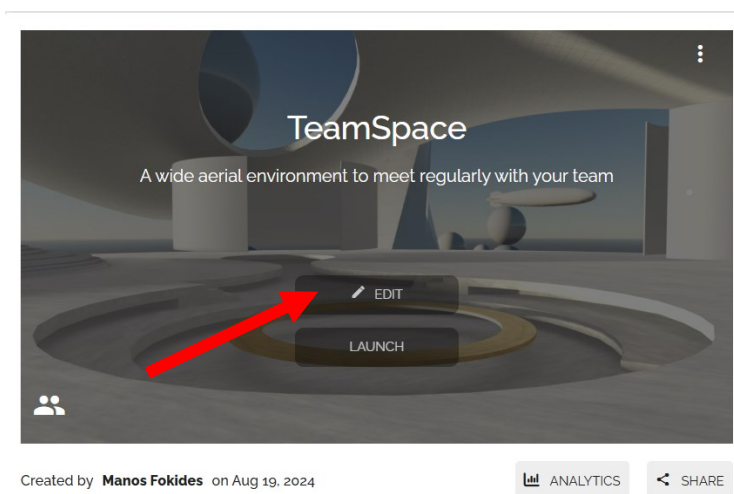 TeamSpace
A wide aerial environment to meet regularly with your team
EDIT
LAUNCH
Created by Manos Fokides on Aug 19, 2024
ANALYTICS
SHARE